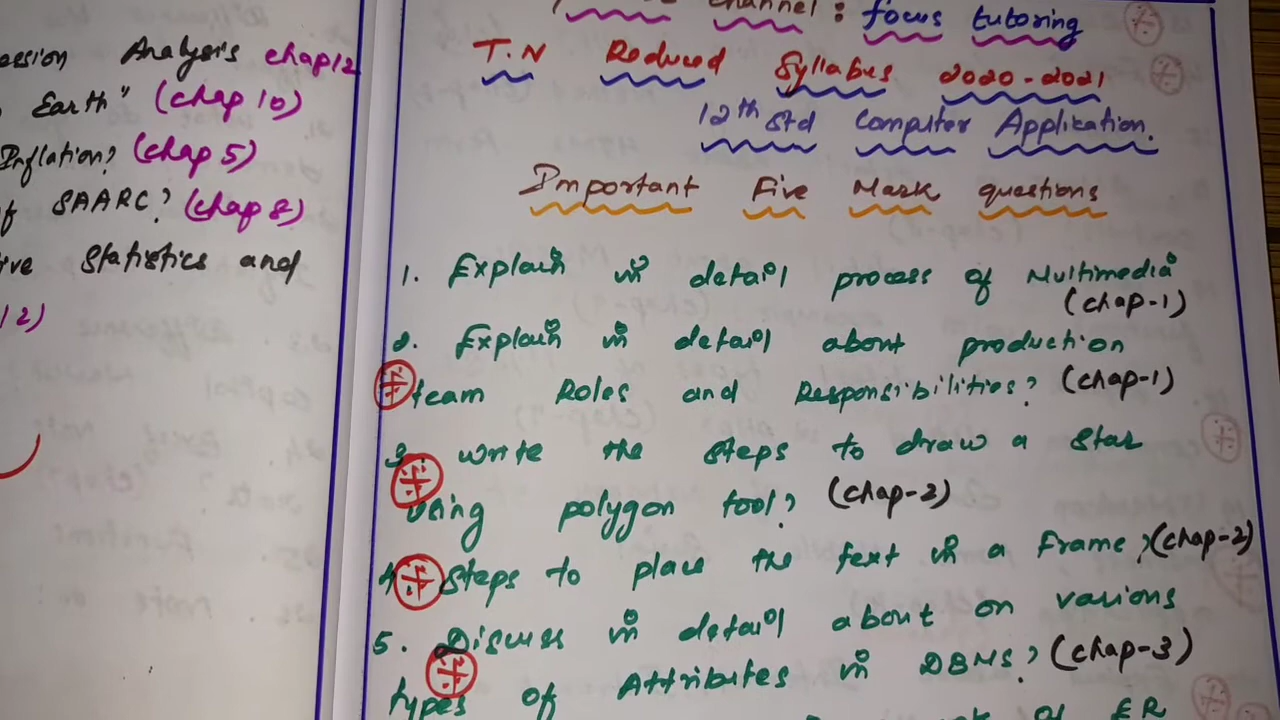 Analysis chap12
Earth" (chap 10)
Inflation? (chap 5)
of SAARC? (chap 8)
Statistics and
12)
channel : focus tutoring
T.N Reduced Syllabus 2020-2021
12th Std Computer Application.
Important Five Mark questions
1. Explain in detail process of Multimedia
(chap-1)
2. Explain in detail about production
team Roles and Responsibilities? (chap-1)
3. write the steps to draw a Star
using polygon tool? (chap-2)
4. Steps to place the text in a Frame? (chap-2)
5. Discuss in detail about on various
types of Attributes in DBMS? (chap-3)
of ER